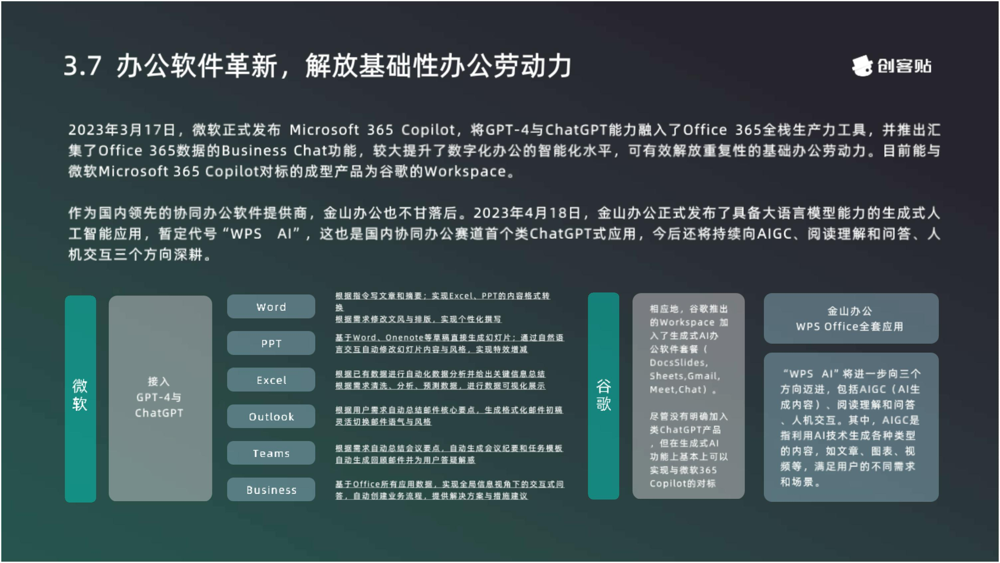 3.7 办公软件革新，解放基础性办公劳动力
创客贴
2023年3月17日，微软正式发布 Microsoft 365 Copilot，将GPT-4与ChatGPT能力融入了Office 365全栈生产力工具，并推出汇
集了Office 365数据的Business Chat功能，较大提升了数字化办公的智能化水平，可有效解放重复性的基础办公劳动力。目前能与
微软Microsoft 365 Copilot对标的成型产品为谷歌的Workspace。
作为国内领先的协同办公软件提供商，金山办公也不甘落后。2023年4月18日，金山办公正式发布了具备大语言模型能力的生成式人
工智能应用，暂定代号“WPS AI”，这也是国内协同办公赛道首个类ChatGPT式应用，今后还将持续向AIGC、阅读理解和问答、人
机交互三个方向深耕。
微
软
接入
GPT-4与
ChatGPT
Word
根据指令写文章和摘要；实现Excel、PPT的内容格式转
换
根据需求修改文风与排版，实现个性化撰写
PPT
基于Word、Onenote等草稿直接生成幻灯片；通过自然语
言交互自动修改幻灯片内容与风格，实现特效增减
Excel
根据已有数据进行自动化数据分析并给出关键信息总结
根据需求清洗、分析、预测数据，进行数据可视化展示
Outlook
根据用户需求自动总结邮件核心要点，生成格式化邮件初稿
灵活切换邮件语气与风格
Teams
根据需求自动总结会议要点，自动生成会议纪要和任务模板
自动生成回顾邮件并为用户答疑解惑
Business
基于Office所有应用数据，实现全局信息视角下的交互式问
答，自动创建业务流程，提供解决方案与措施建议
谷
歌
相应地，谷歌推出
的Workspace 加
入了生成式AI办
公软件套餐（
DocsSlides,
Sheets,Gmail,
Meet,Chat）。
尽管没有明确加入
类ChatGPT产品
，但在生成式AI
功能上基本上可以
实现与微软365
Copilot的对标
金山办公
WPS Office全套应用
“WPS AI”将进一步向三个
方向迈进，包括AIGC（AI生
成内容）、阅读理解和问答
、人机交互。其中，AIGC是
指利用AI技术生成各种类型
的内容，如文章、图表、视
频等，满足用户的不同需求
和场景。